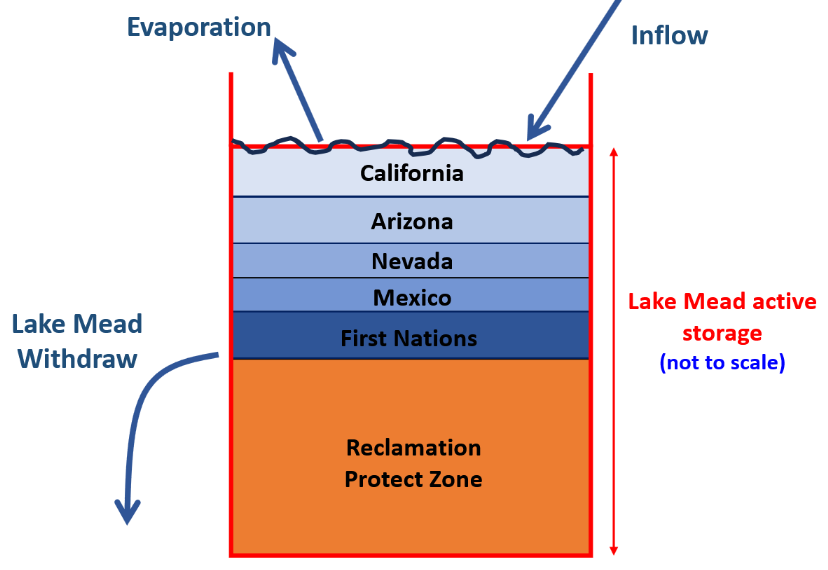 Evaporation
Inflow
California
Arizona
Nevada
Mexico
First Nations
Lake Mead
Withdraw
Lake Mead active
storage
(not to scale)
Reclamation
Protect Zone